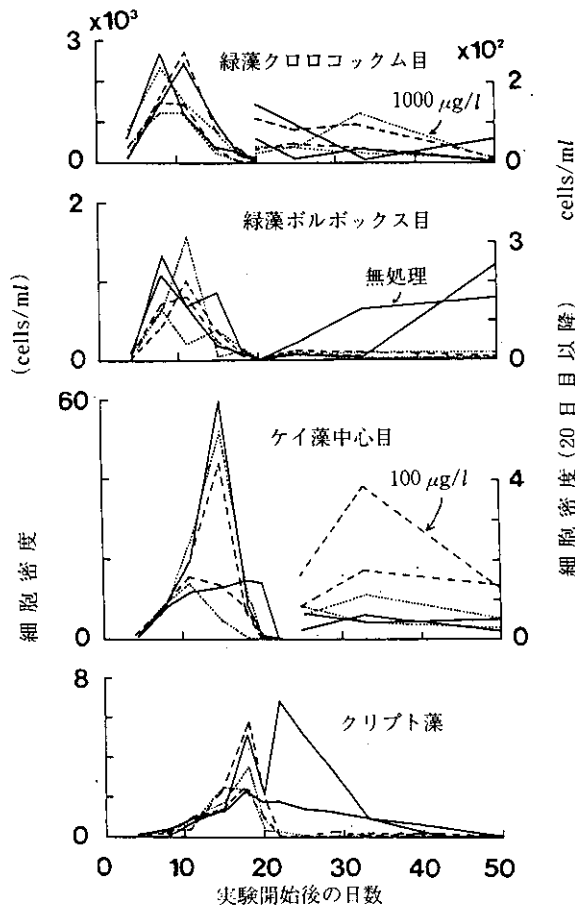 ×10³
3
0
緑藻クロロコックム目
×10²
2
1
0
1000 μg/l
cells/ml
緑藻ボルボックス目
2
0
3
0
無処理
(cells/ml)
細胞密度(20日目以降)
ケイ藻中心目
60
0
4
0
100 μg/l
細胞密度
クリプト藻
8
0
0 10 20 30 40 50
実験開始後の日数